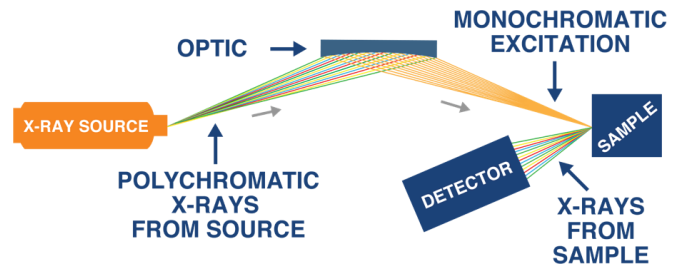 OPTIC
MONOCHROMATIC
EXCITATION
X-RAY SOURCE
SAMPLE
DETECTOR
POLYCHROMATIC
X-RAYS
FROM SOURCE
X-RAYS
FROM
SAMPLE